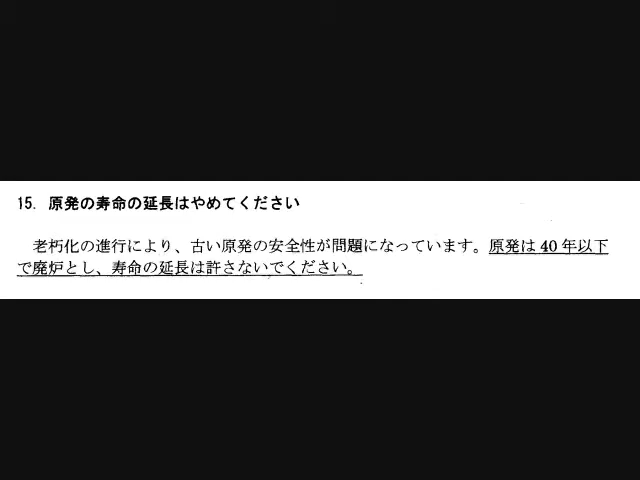 15. 原発の寿命の延長はやめてください
老朽化の進行により、古い原発の安全性が問題になっています。原発は 40 年以下
で廃炉とし、寿命の延長は許さないでください。